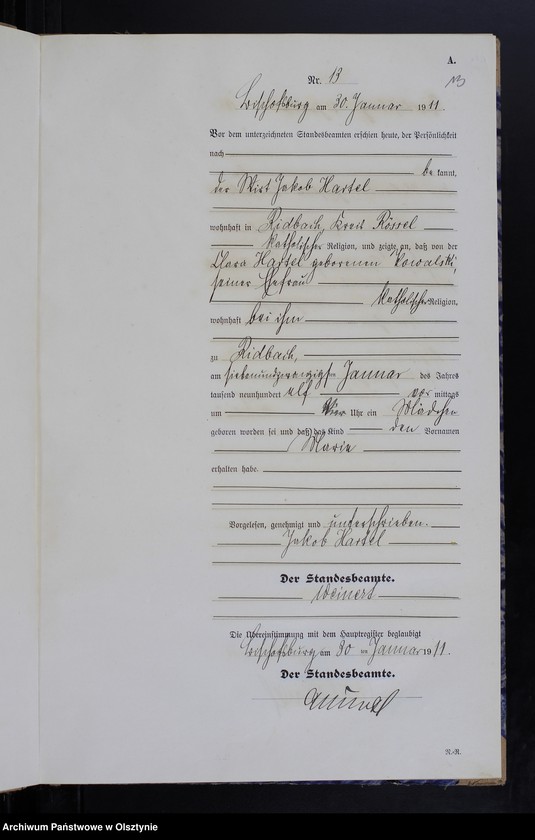 A.
Nr. 13
13
Bischofsburg am 30. Januar 1911.
Vor dem unterzeichneten Standesbeamten erschien heute, der Persönlichkeit
nach
bekannt,
der Wirt Jakob Hartel
wohnhaft in Ridbach, Kreis Rössel
katholischer Religion, und zeigte an, daß von der
Clara Hartel geborenen Kowalski,
seiner Ehefrau
katholischer Religion,
wohnhaft bei ihm
zu Ridbach,
am siebenundzwanzigsten Januar des Jahres
tausend neunhundert elf vormittags
um vier Uhr ein Mädchen
geboren worden sei und daß das Kind den Vornamen
Maria
erhalten habe.
Vorgelesen, genehmigt und unterschrieben.
Jakob Hartel
Der Standesbeamte.
Weinert
Die Übereinstimmung mit dem Hauptregister beglaubigt
Bischofsburg am 30 ten Januar 1911.
Der Standesbeamte.
N.-R.
Archiwum Państwowe w Olsztynie